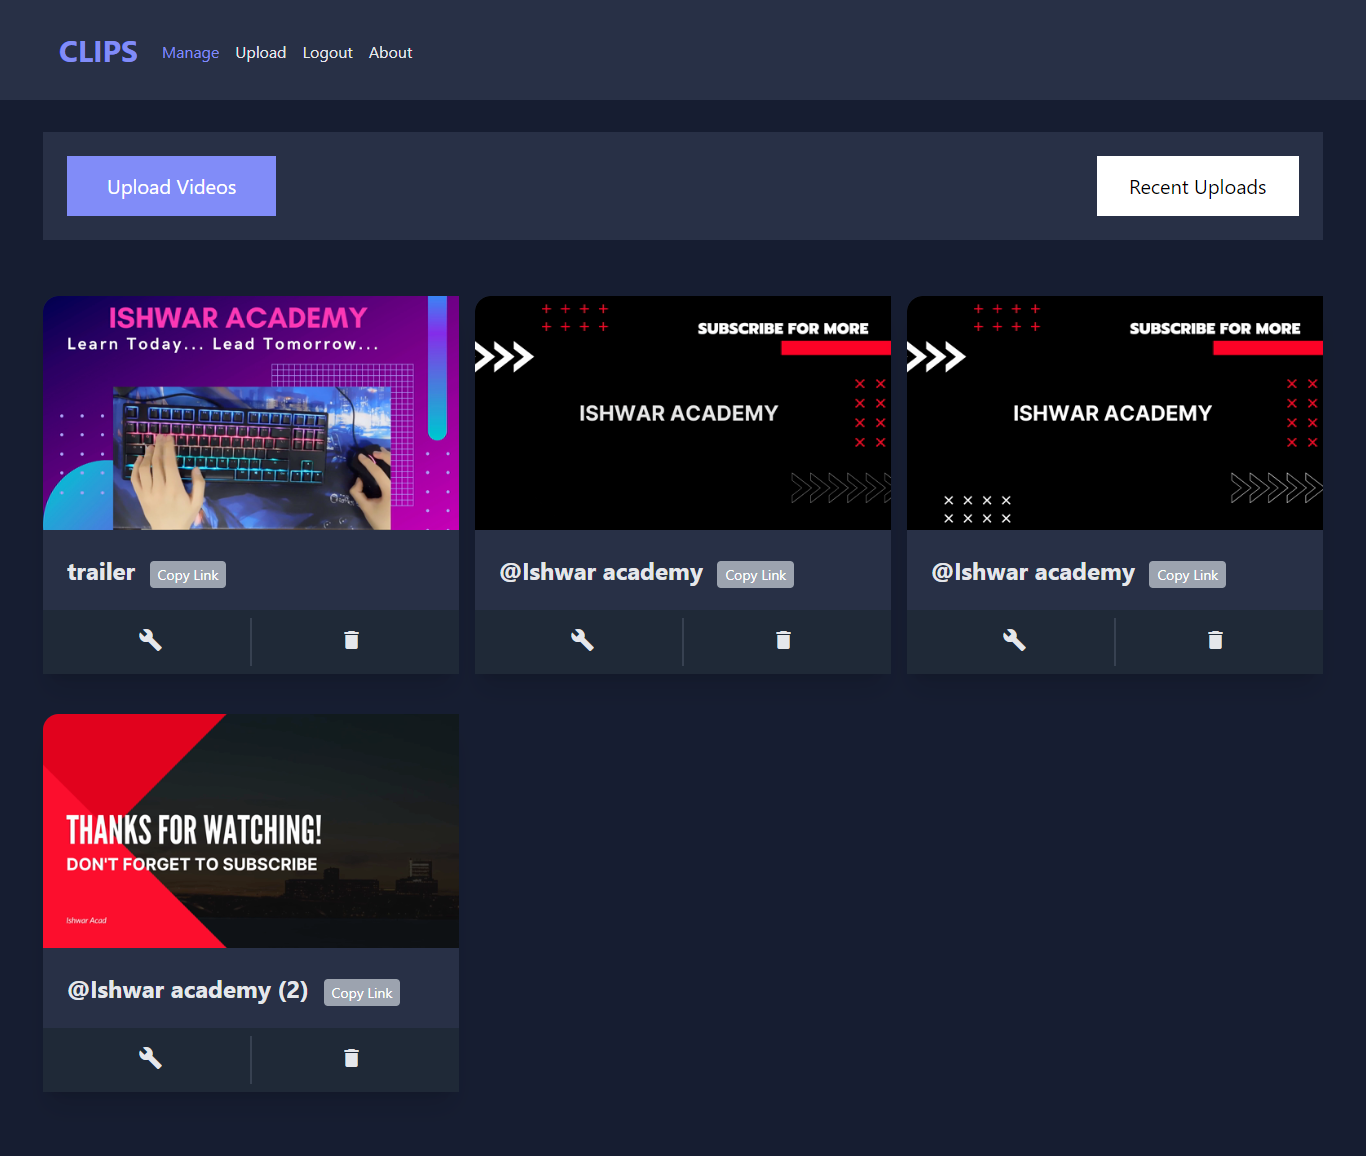 CLIPS Manage Upload Logout About
Upload Videos
Recent Uploads
ISHWAR ACADEMY
Learn Today... Lead Tomorrow...
trailer Copy Link
SUBSCRIBE FOR MORE
ISHWAR ACADEMY
@Ishwar academy Copy Link
SUBSCRIBE FOR MORE
ISHWAR ACADEMY
@Ishwar academy Copy Link
THANKS FOR WATCHING!
DON'T FORGET TO SUBSCRIBE
Ishwar Acad
@Ishwar academy (2) Copy Link